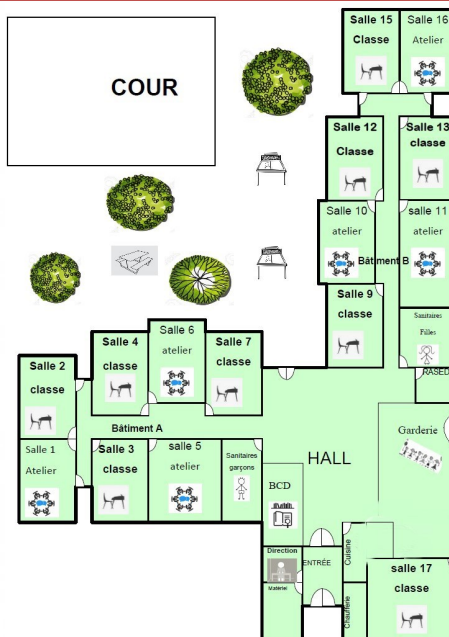 COUR
Salle 15
Classe
Salle 16
Atelier
Salle 12
Classe
Salle 13
classe
Salle 10
atelier
salle 11
atelier
Bâtiment B
Salle 9
classe
Sanitaires
Filles
RASED
Salle 6
atelier
Salle 4
classe
Salle 7
classe
Salle 2
classe
Bâtiment A
Salle 1
Atelier
Salle 3
classe
salle 5
atelier
Sanitaires
garçons
Garderie
HALL
BCD
Direction
ENTRÉE
Cuisine
Matériel
Chaufferie
salle 17
classe